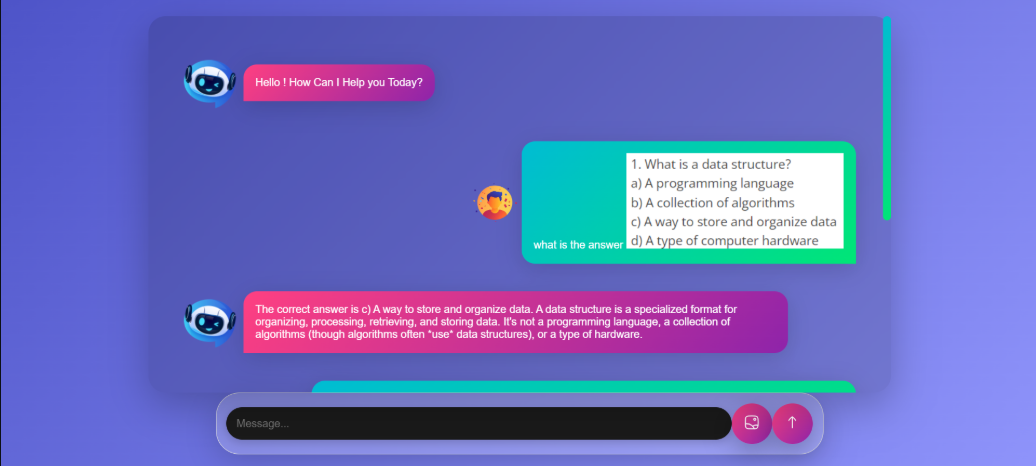 Hello ! How Can I Help you Today?
1. What is a data structure?
a) A programming language
b) A collection of algorithms
c) A way to store and organize data
d) A type of computer hardware
what is the answer
The correct answer is c) A way to store and organize data. A data structure is a specialized format for
organizing, processing, retrieving, and storing data. It's not a programming language, a collection of
algorithms (though algorithms often *use* data structures), or a type of hardware.
Message...